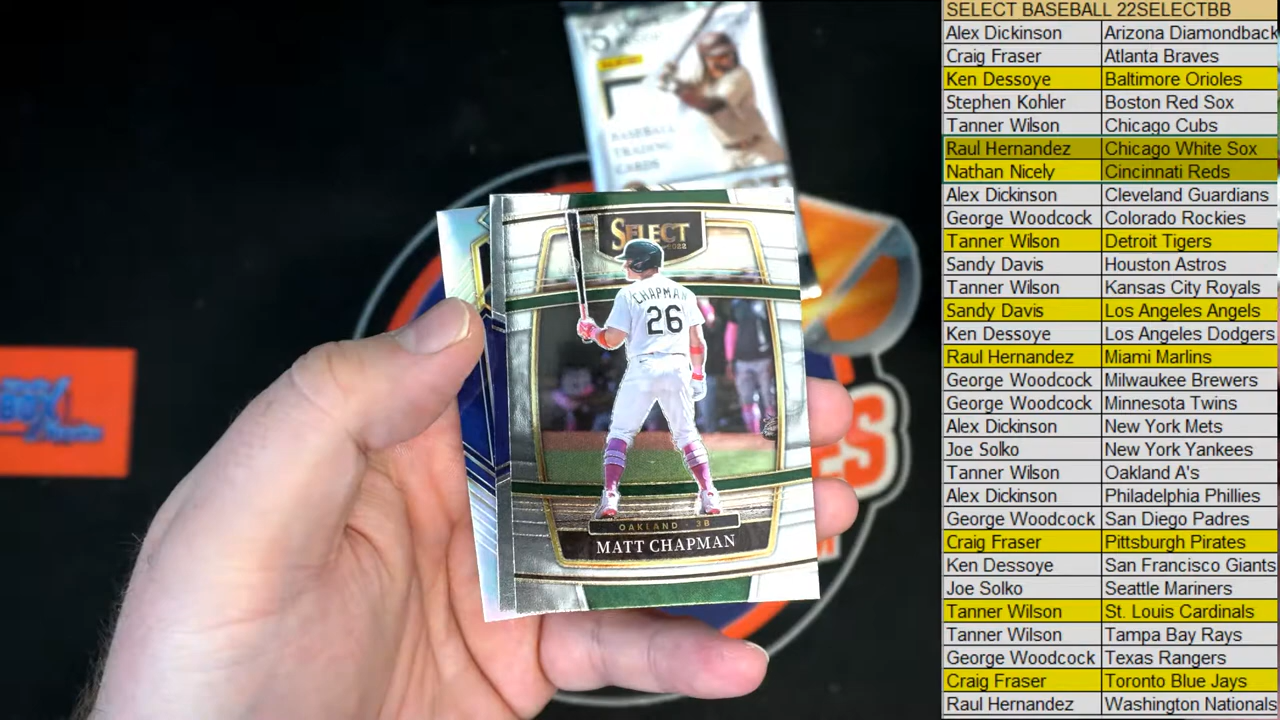 SELECT BASEBALL 22SELECTBB
Alex Dickinson Arizona Diamondback
Craig Fraser Atlanta Braves
Ken Dessoye Baltimore Orioles
Stephen Kohler Boston Red Sox
Tanner Wilson Chicago Cubs
Raul Hernandez Chicago White Sox
Nathan Nicely Cincinnati Reds
Alex Dickinson Cleveland Guardians
George Woodcock Colorado Rockies
Tanner Wilson Detroit Tigers
Sandy Davis Houston Astros
Tanner Wilson Kansas City Royals
Sandy Davis Los Angeles Angels
Ken Dessoye Los Angeles Dodgers
Raul Hernandez Miami Marlins
George Woodcock Milwaukee Brewers
George Woodcock Minnesota Twins
Alex Dickinson New York Mets
Joe Solko New York Yankees
Tanner Wilson Oakland A's
Alex Dickinson Philadelphia Phillies
George Woodcock San Diego Padres
Craig Fraser Pittsburgh Pirates
Ken Dessoye San Francisco Giants
Joe Solko Seattle Mariners
Tanner Wilson St. Louis Cardinals
Tanner Wilson Tampa Bay Rays
George Woodcock Texas Rangers
Craig Fraser Toronto Blue Jays
Raul Hernandez Washington Nationals
BASEBALL
TRADING
CARDS
SELECT
2022
CHAPMAN
26
OAKLAND · 3B
MATT CHAPMAN